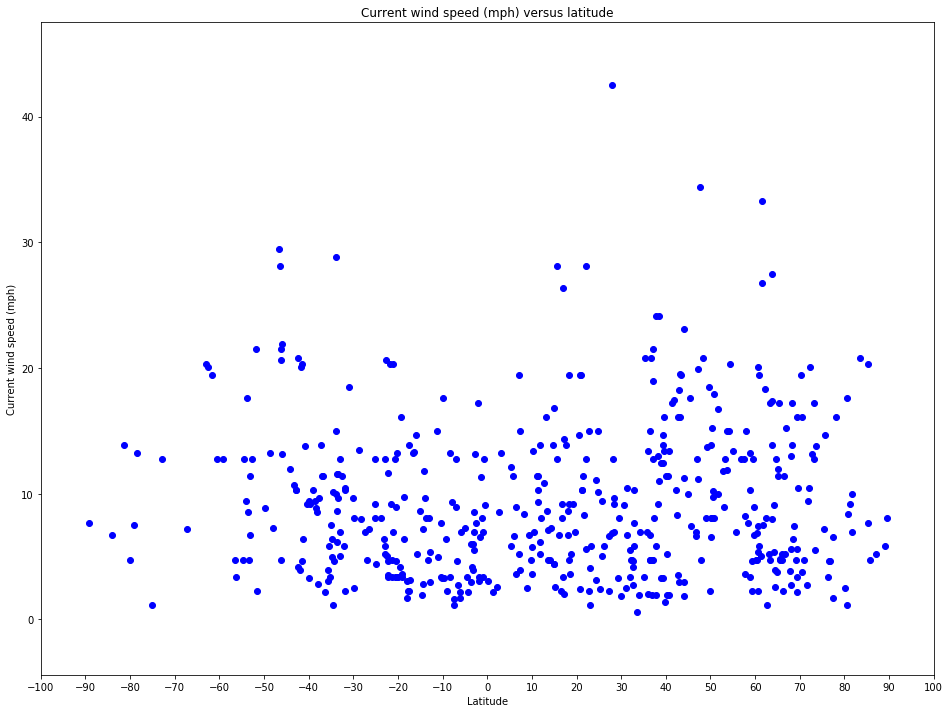 Current wind speed (mph) versus latitude
Current wind speed (mph)
40
30
20
10
0
−100 −90 −80 −70 −60 −50 −40 −30 −20 −10 0 10 20 30 40 50 60 70 80 90 100
Latitude